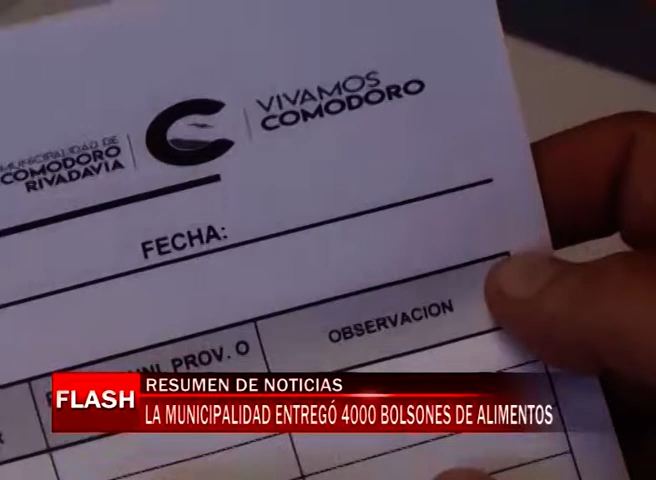 MUNICIPALIDAD DE
COMODORO
RIVADAVIA
VIVAMOS
COMODORO
FECHA:
OBSERVACION
PROV. O
FLASH
RESUMEN DE NOTICIAS
LA MUNICIPALIDAD ENTREGÓ 4000 BOLSONES DE ALIMENTOS